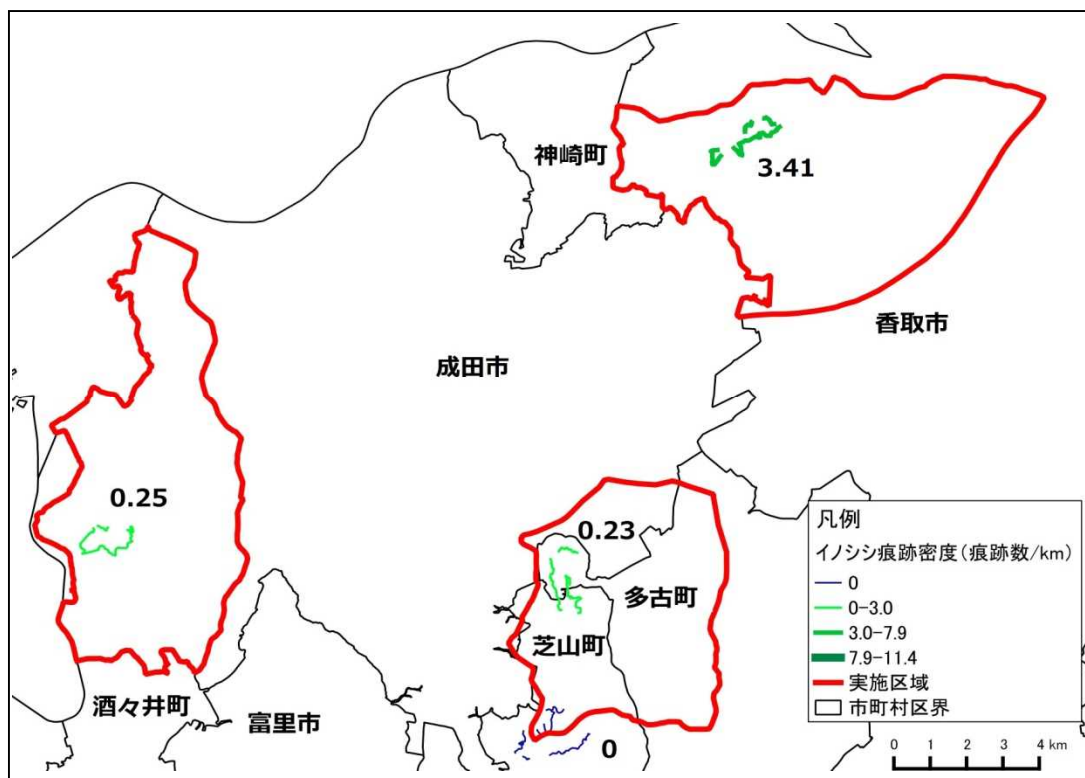 神崎町
3.41
香取市
成田市
0.25
0.23
多古町
芝山町
酒々井町
富里市
0
凡例
イノシシ痕跡密度(痕跡数/km)
0
0-3.0
3.0-7.9
7.9-11.4
実施区域
市町村区界
0 1 2 3 4 km